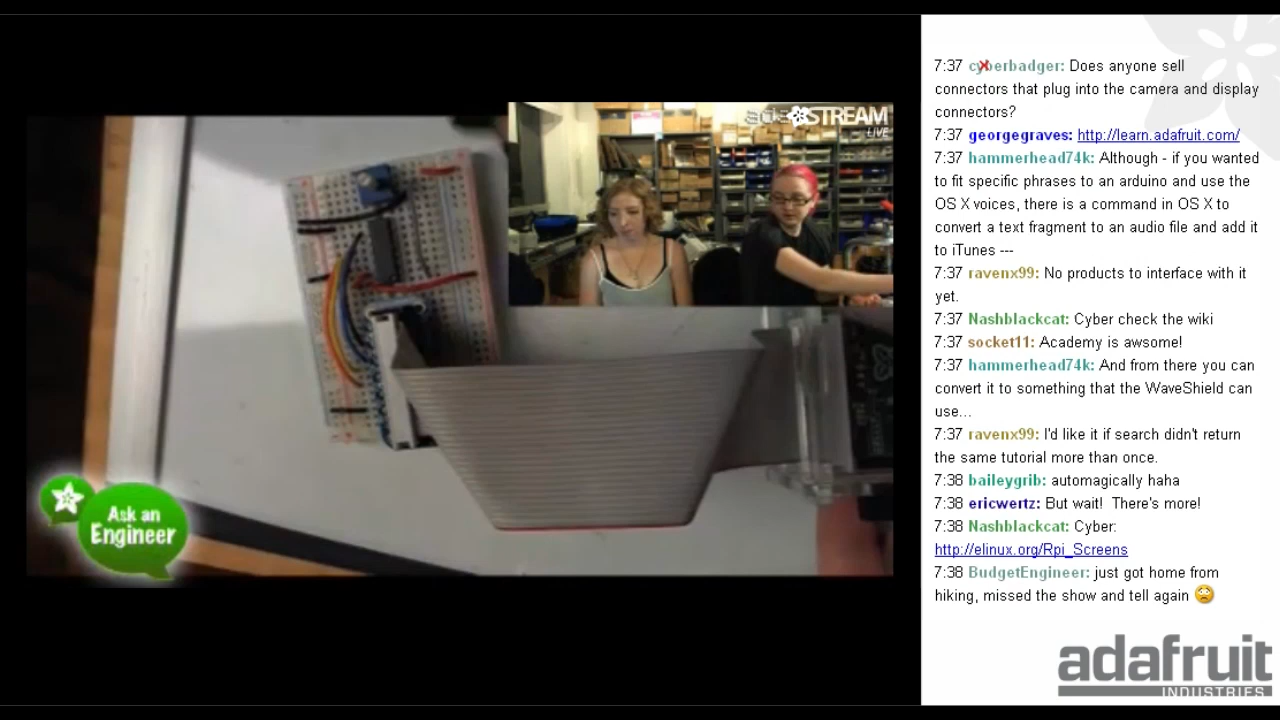 STREAM
LIVE
Ask an
Engineer
7:37 cyberbadger: Does anyone sell
connectors that plug into the camera and display
connectors?
7:37 georgegraves: http://learn.adafruit.com/
7:37 hammerhead74k: Although - if you wanted
to fit specific phrases to an arduino and use the
OS X voices, there is a command in OS X to
convert a text fragment to an audio file and add it
to iTunes ---
7:37 ravenx99: No products to interface with it
yet.
7:37 Nashblackcat: Cyber check the wiki
7:37 socket11: Academy is awsome!
7:37 hammerhead74k: And from there you can
convert it to something that the WaveShield can
use...
7:37 ravenx99: I'd like it if search didn't return
the same tutorial more than once.
7:38 baileygrib: automagically haha
7:38 ericwertz: But wait! There's more!
7:38 Nashblackcat: Cyber:
http://elinux.org/Rpi_Screens
7:38 BudgetEngineer: just got home from
hiking, missed the show and tell again
adafruit
INDUSTRIES